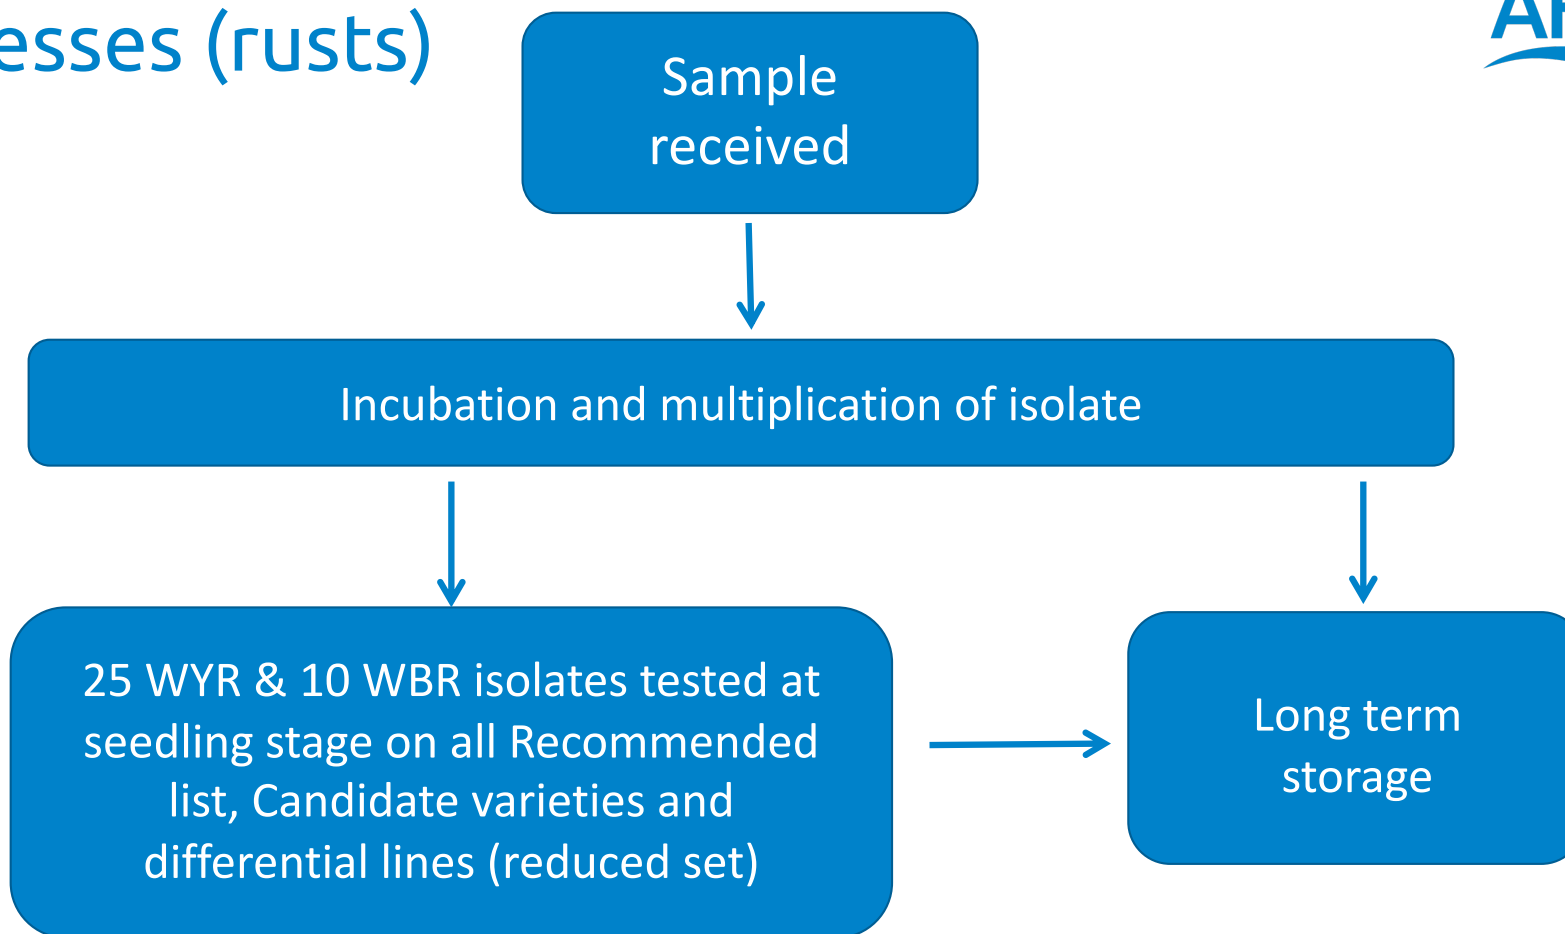 esses (rusts)
Sample
received
Incubation and multiplication of isolate
25 WYR & 10 WBR isolates tested at
seedling stage on all Recommended
list, Candidate varieties and
differential lines (reduced set)
Long term
storage